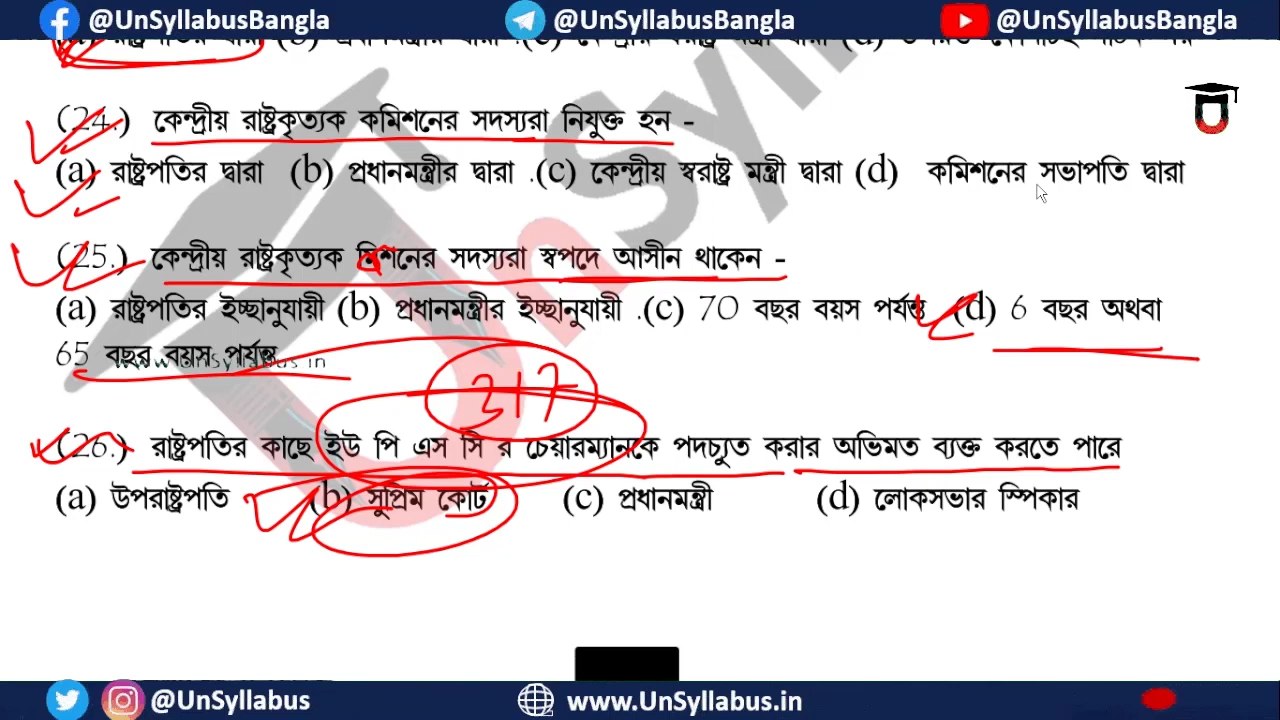 @UnSyllabusBangla @UnSyllabusBangla @UnSyllabusBangla
(24.) কেন্দ্রীয় রাষ্ট্রকৃত্যক কমিশনের সদস্যরা নিযুক্ত হন -
(a) রাষ্ট্রপতির দ্বারা (b) প্রধানমন্ত্রীর দ্বারা .(c) কেন্দ্রীয় স্বরাষ্ট্র মন্ত্রী দ্বারা (d) কমিশনের সভাপতি দ্বারা
(25.) কেন্দ্রীয় রাষ্ট্রকৃত্যক মিশনের সদস্যরা স্বপদে আসীন থাকেন -
(a) রাষ্ট্রপতির ইচ্ছানুযায়ী (b) প্রধানমন্ত্রীর ইচ্ছানুযায়ী .(c) 70 বছর বয়স পর্যন্ত (d) 6 বছর অথবা
65 বছর বয়স পর্যন্ত
www.UnSyllabus.in
317
(26.) রাষ্ট্রপতির কাছে ইউ পি এস সি র চেয়ারম্যানকে পদচ্যুত করার অভিমত ব্যক্ত করতে পারে
(a) উপরাষ্ট্রপতি (b) সুপ্রিম কোর্ট (c) প্রধানমন্ত্রী (d) লোকসভার স্পিকার
@UnSyllabus www.UnSyllabus.in